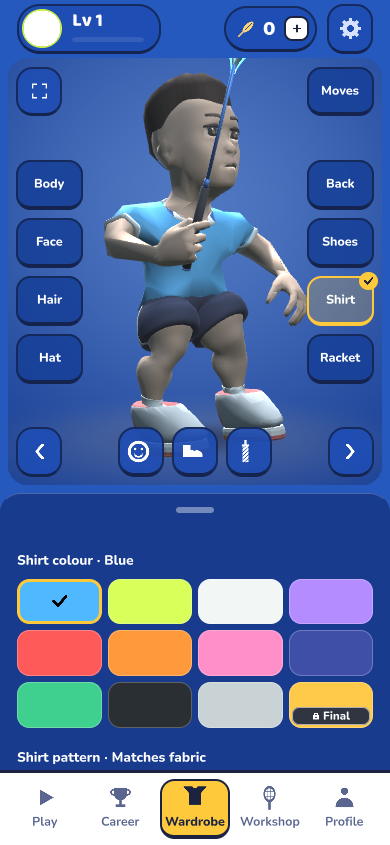 Lv 1
0
Moves
Body
Back
Face
Shoes
Hair
Shirt
Hat
Racket
Shirt colour · Blue
Final
Shirt pattern · Matches fabric
Play
Career
Wardrobe
Workshop
Profile